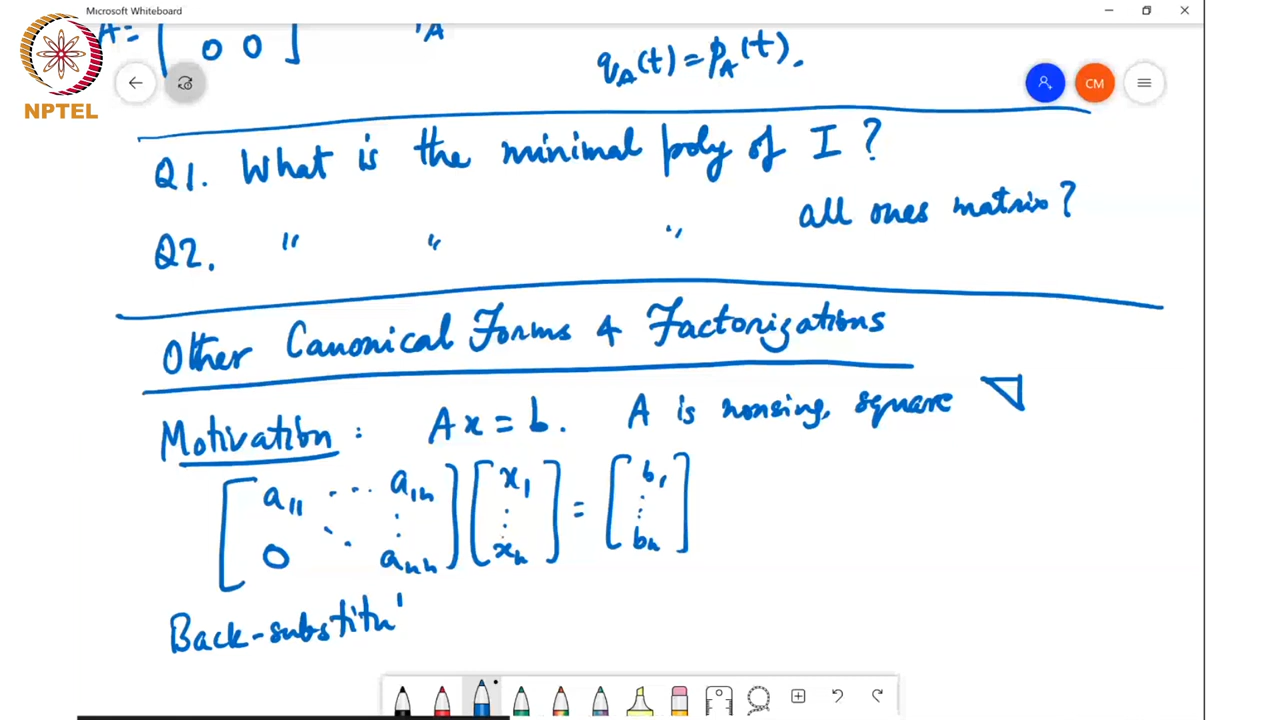 Microsoft Whiteboard
A = [ 0 0 ]
q_A(t) = p_A(t).
NPTEL
CM
Q1. What is the minimal poly of I ?
Q2. " " " all ones matrix?
Other Canonical Forms & Factorizations
Motivation : Ax = b. A is nonsing, square
[ a₁₁ ... a₁ₙ ⋱ ⋮ 0 aₙₙ ] [ x₁ ⋮ xₙ ] = [ b₁ ⋮ bₙ ]
Back-substitu'